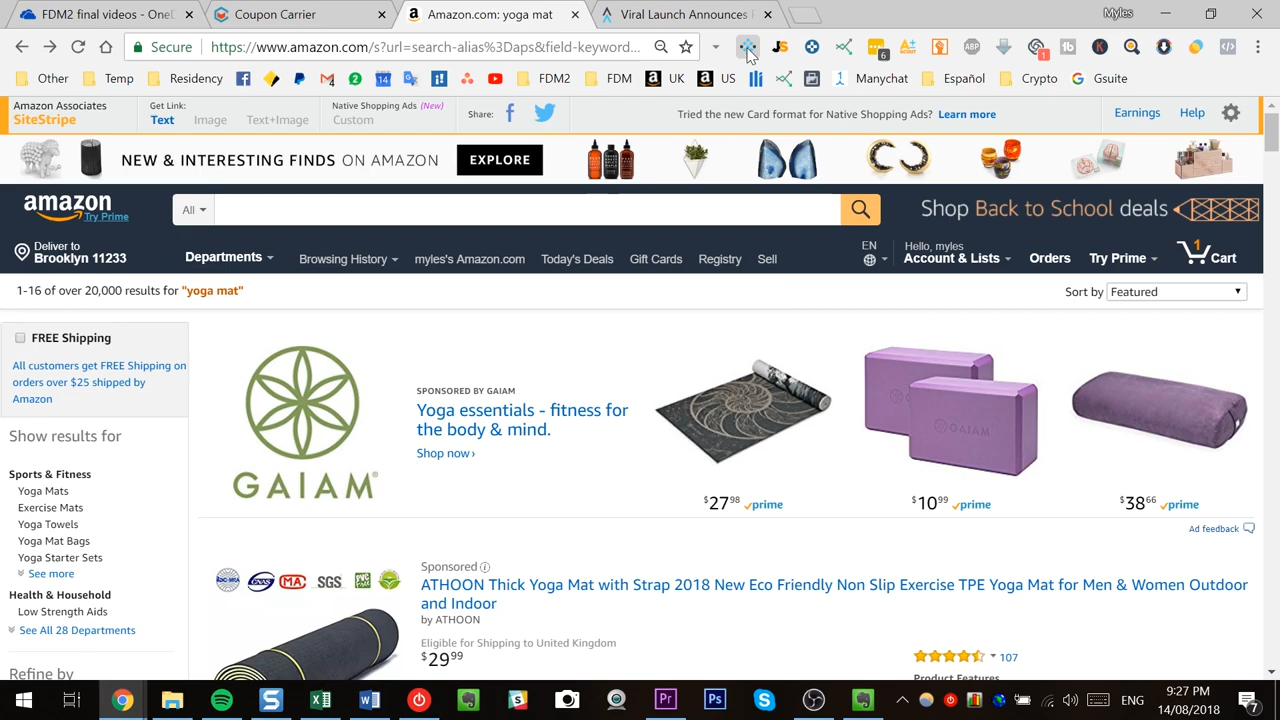 FDM2 final videos - OneD
Coupon Carrier
Amazon.com: yoga mat
Viral Launch Announces
Myles
Secure
https://www.amazon.com/s?url=search-alias%3Daps&field-keyword...
Other
Temp
Residency
FDM2
FDM
UK
US
Manychat
Español
Crypto
Gsuite
Amazon Associates
SiteStripe
Get Link:
Text
Image
Text+Image
Native Shopping Ads (New)
Custom
Share:
Tried the new Card format for Native Shopping Ads? Learn more
Earnings
Help
NEW & INTERESTING FINDS ON AMAZON
EXPLORE
amazon
Try Prime
All
Shop Back to School deals
Deliver to
Brooklyn 11233
Departments
Browsing History
myles's Amazon.com
Today's Deals
Gift Cards
Registry
Sell
EN
Hello, myles
Account & Lists
Orders
Try Prime
1
Cart
1-16 of over 20,000 results for "yoga mat"
Sort by Featured
FREE Shipping
All customers get FREE Shipping on
orders over $25 shipped by
Amazon
Show results for
Sports & Fitness
Yoga Mats
Exercise Mats
Yoga Towels
Yoga Mat Bags
Yoga Starter Sets
See more
Health & Household
Low Strength Aids
See All 28 Departments
Refine by
GAIAM
SPONSORED BY GAIAM
Yoga essentials - fitness for
the body & mind.
Shop now ›
GAIAM
$27 98 prime
$10 99 prime
$38 66 prime
Ad feedback
SGS
Sponsored
ATHOON Thick Yoga Mat with Strap 2018 New Eco Friendly Non Slip Exercise TPE Yoga Mat for Men & Women Outdoor
and Indoor
by ATHOON
Eligible for Shipping to United Kingdom
$29 99
107
Product Features
ENG
9:27 PM
14/08/2018